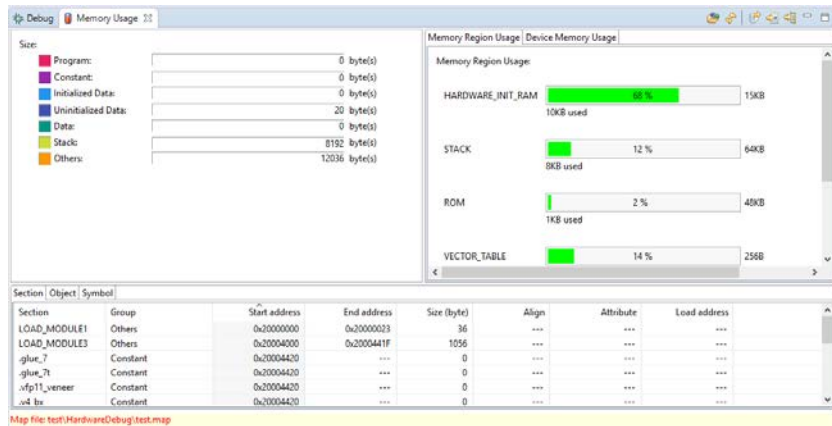 Debug Memory Usage
Size:
Program: 0 byte(s)
Constant: 0 byte(s)
Initialized Data: 0 byte(s)
Uninitialized Data: 20 byte(s)
Data: 0 byte(s)
Stack: 8192 byte(s)
Others: 12036 byte(s)
Memory Region Usage Device Memory Usage
Memory Region Usage:
HARDWARE_INIT_RAM 68 % 15KB
10KB used
STACK 12 % 64KB
8KB used
ROM 2 % 48KB
1KB used
VECTOR_TABLE 14 % 256B
Section Object Symbol
Section Group Start address End address Size (byte) Align Attribute Load address
LOAD_MODULE1 Others 0x20000000 0x20000023 36 --- --- ---
LOAD_MODULE3 Others 0x20004000 0x2000441F 1056 --- --- ---
.glue_7 Constant 0x20004420 --- 0 --- --- ---
.glue_7t Constant 0x20004420 --- 0 --- --- ---
.vfp11_veneer Constant 0x20004420 --- 0 --- --- ---
.v4_bx Constant 0x20004420 --- 0 --- --- ---
Map file: test\HardwareDebug\test.map